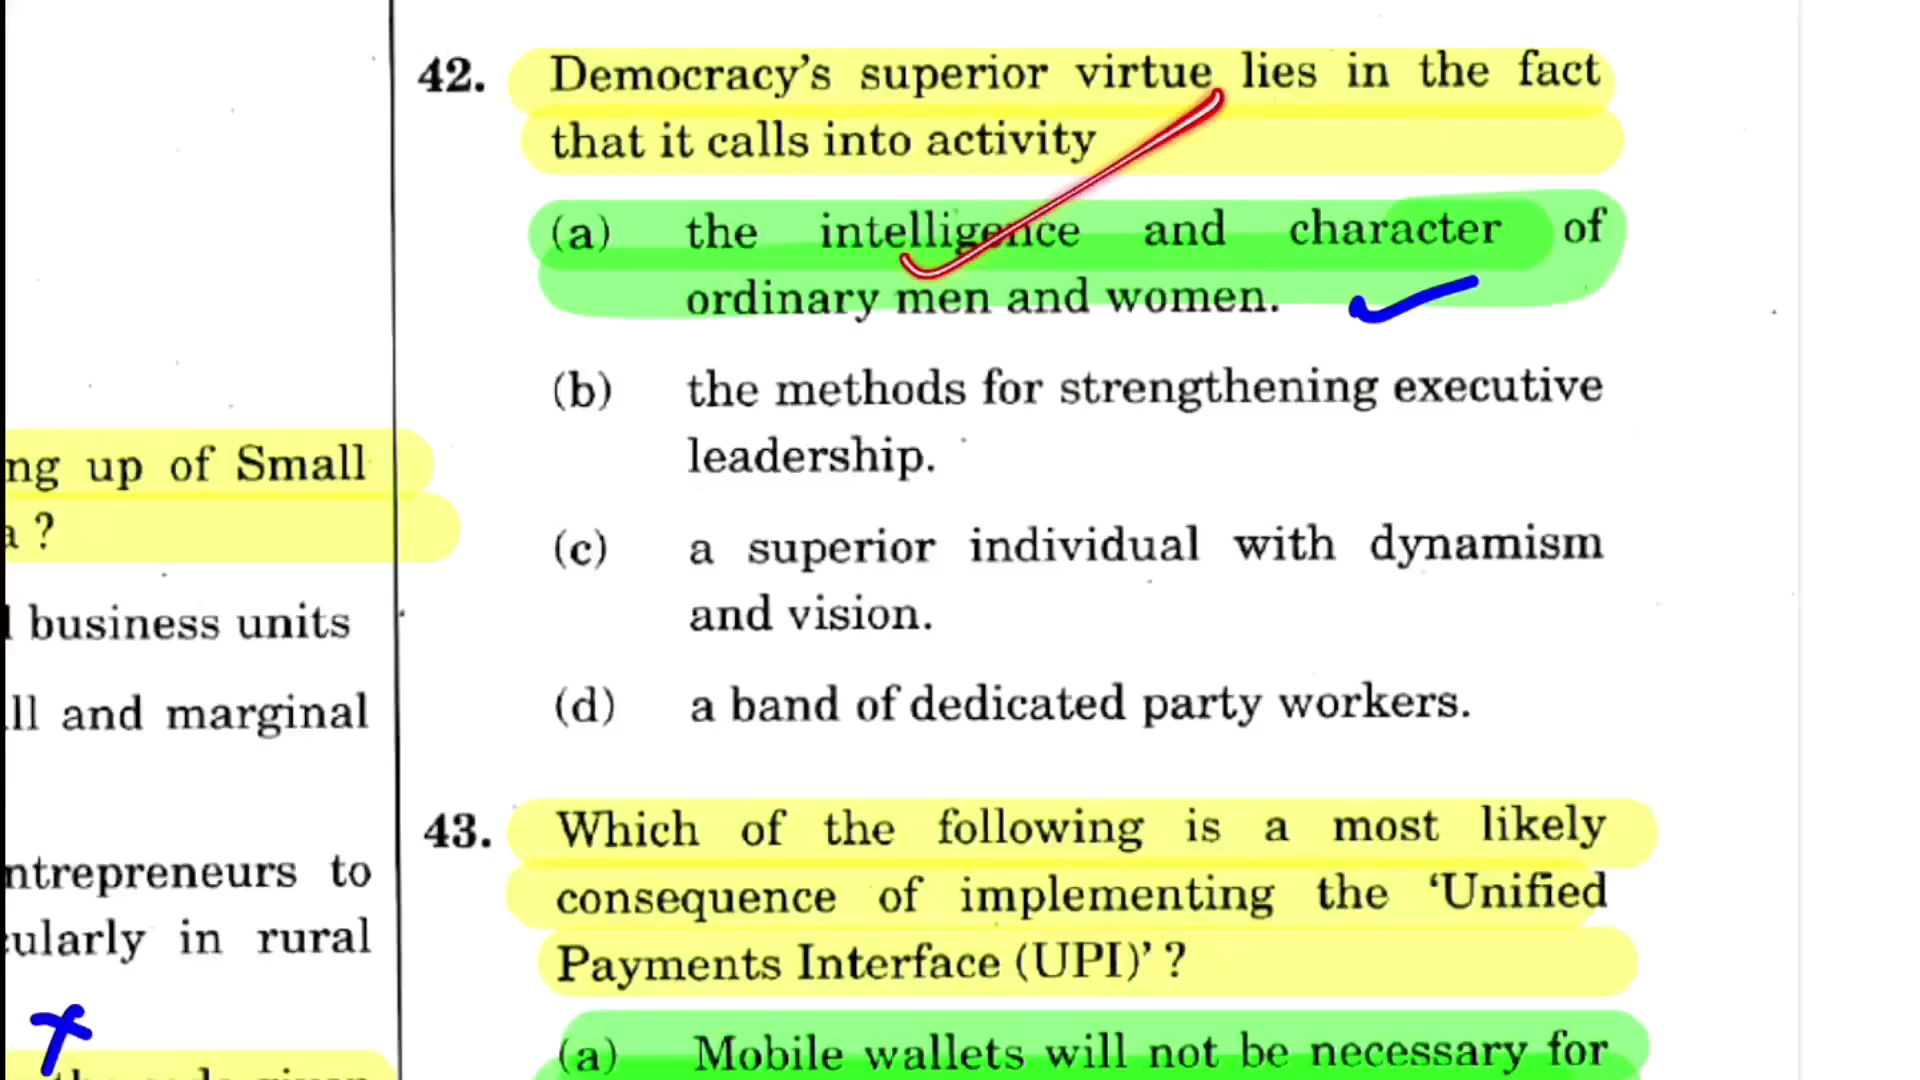 ng up of Small
a ?
business units
ll and marginal
ntrepreneurs to
ularly in rural
42. Democracy's superior virtue lies in the fact
that it calls into activity
(a) the intelligence and character of
ordinary men and women.
(b) the methods for strengthening executive
leadership.
(c) a superior individual with dynamism
and vision.
(d) a band of dedicated party workers.
43. Which of the following is a most likely
consequence of implementing the ‘Unified
Payments Interface (UPI)’ ?
(a) Mobile wallets will not be necessary for